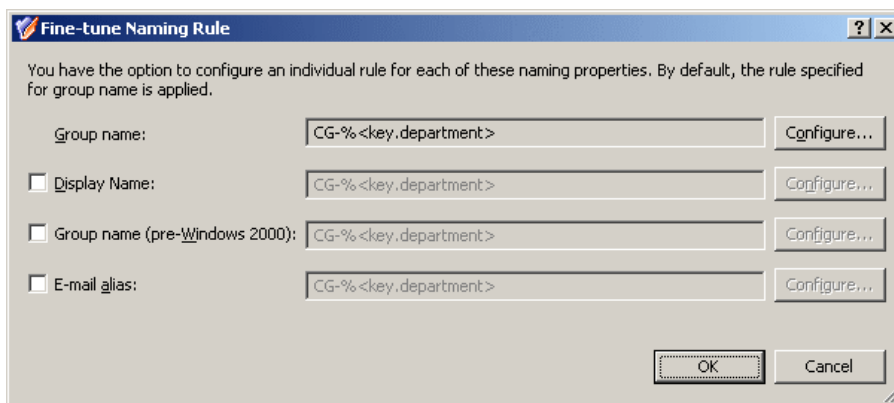 Fine-tune Naming Rule
You have the option to configure an individual rule for each of these naming properties. By default, the rule specified
for group name is applied.
Group name: CG-%<key.department> Configure...
Display Name: CG-%<key.department> Configure...
Group name (pre-Windows 2000): CG-%<key.department> Configure...
E-mail alias: CG-%<key.department> Configure...
OK Cancel